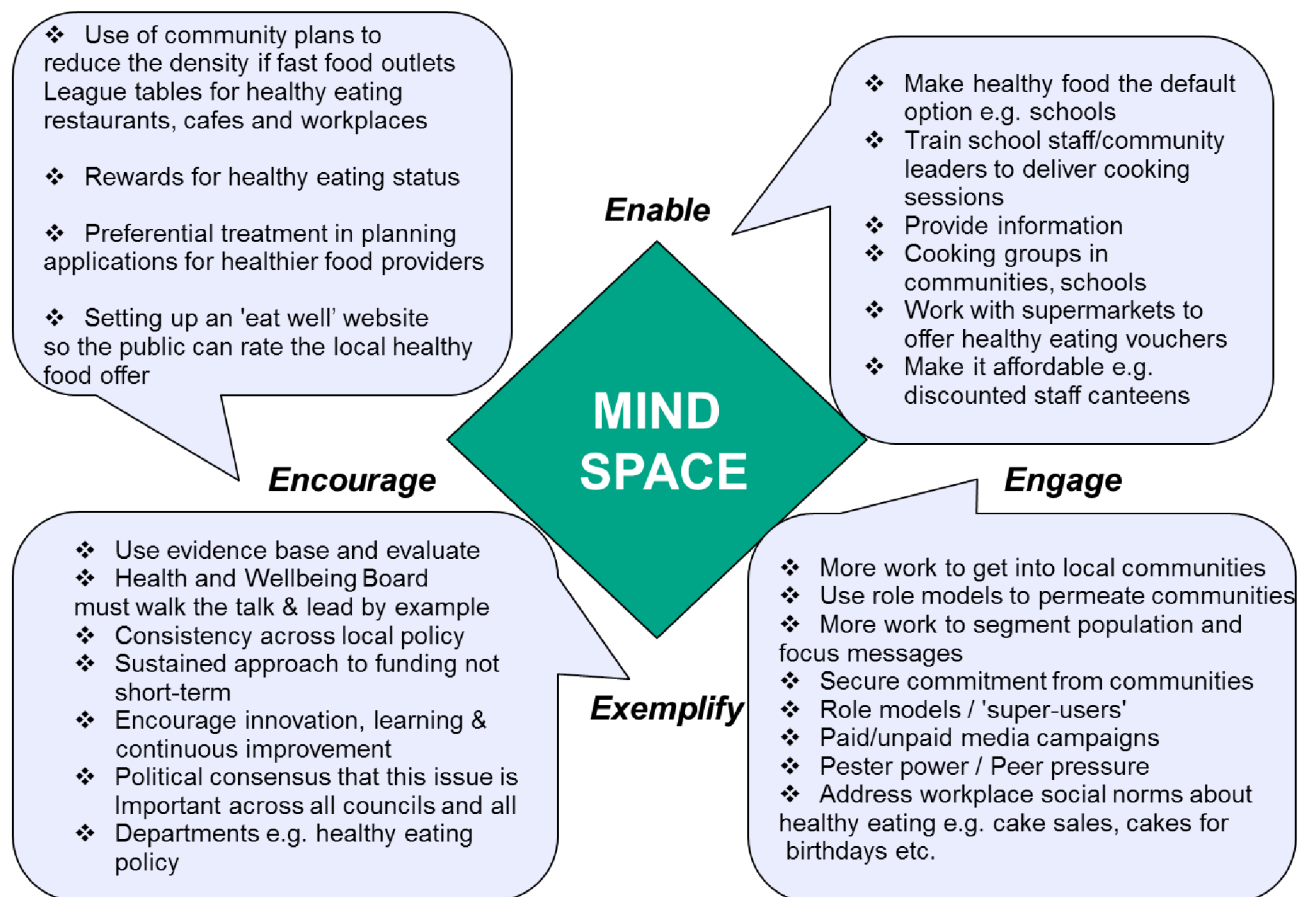 ❖ Use of community plans to
reduce the density if fast food outlets
League tables for healthy eating
restaurants, cafes and workplaces
❖ Rewards for healthy eating status
❖ Preferential treatment in planning
applications for healthier food providers
❖ Setting up an 'eat well’ website
so the public can rate the local healthy
food offer
Enable
❖ Make healthy food the default
option e.g. schools
❖ Train school staff/community
leaders to deliver cooking
sessions
❖ Provide information
❖ Cooking groups in
communities, schools
❖ Work with supermarkets to
offer healthy eating vouchers
❖ Make it affordable e.g.
discounted staff canteens
MIND
SPACE
Encourage
Engage
❖ Use evidence base and evaluate
❖ Health and Wellbeing Board
must walk the talk & lead by example
❖ Consistency across local policy
❖ Sustained approach to funding not
short-term
❖ Encourage innovation, learning &
continuous improvement
❖ Political consensus that this issue is
Important across all councils and all
❖ Departments e.g. healthy eating
policy
Exemplify
❖ More work to get into local communities
❖ Use role models to permeate communities
❖ More work to segment population and
focus messages
❖ Secure commitment from communities
❖ Role models / 'super-users'
❖ Paid/unpaid media campaigns
❖ Pester power / Peer pressure
❖ Address workplace social norms about
healthy eating e.g. cake sales, cakes for
birthdays etc.